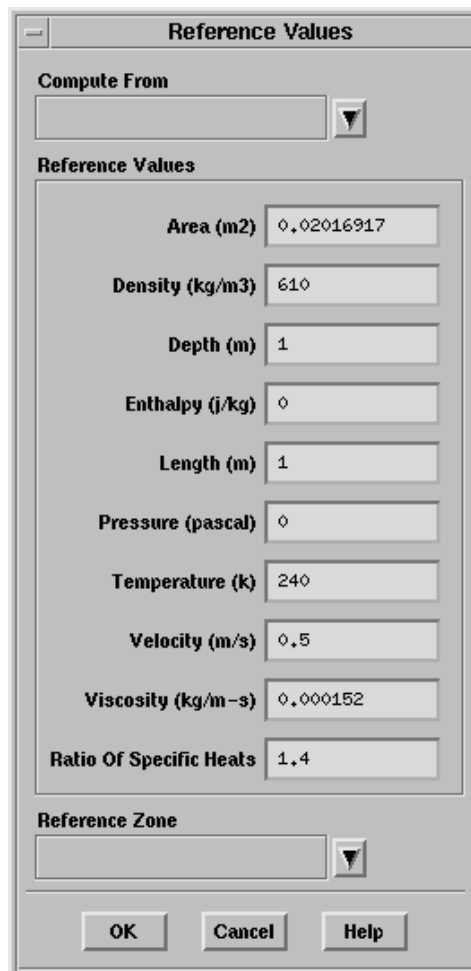 Reference Values
Compute From
Reference Values
Area (m2) 0.02016917
Density (kg/m3) 610
Depth (m) 1
Enthalpy (j/kg) 0
Length (m) 1
Pressure (pascal) 0
Temperature (k) 240
Velocity (m/s) 0.5
Viscosity (kg/m-s) 0.000152
Ratio Of Specific Heats 1.4
Reference Zone
OK Cancel Help